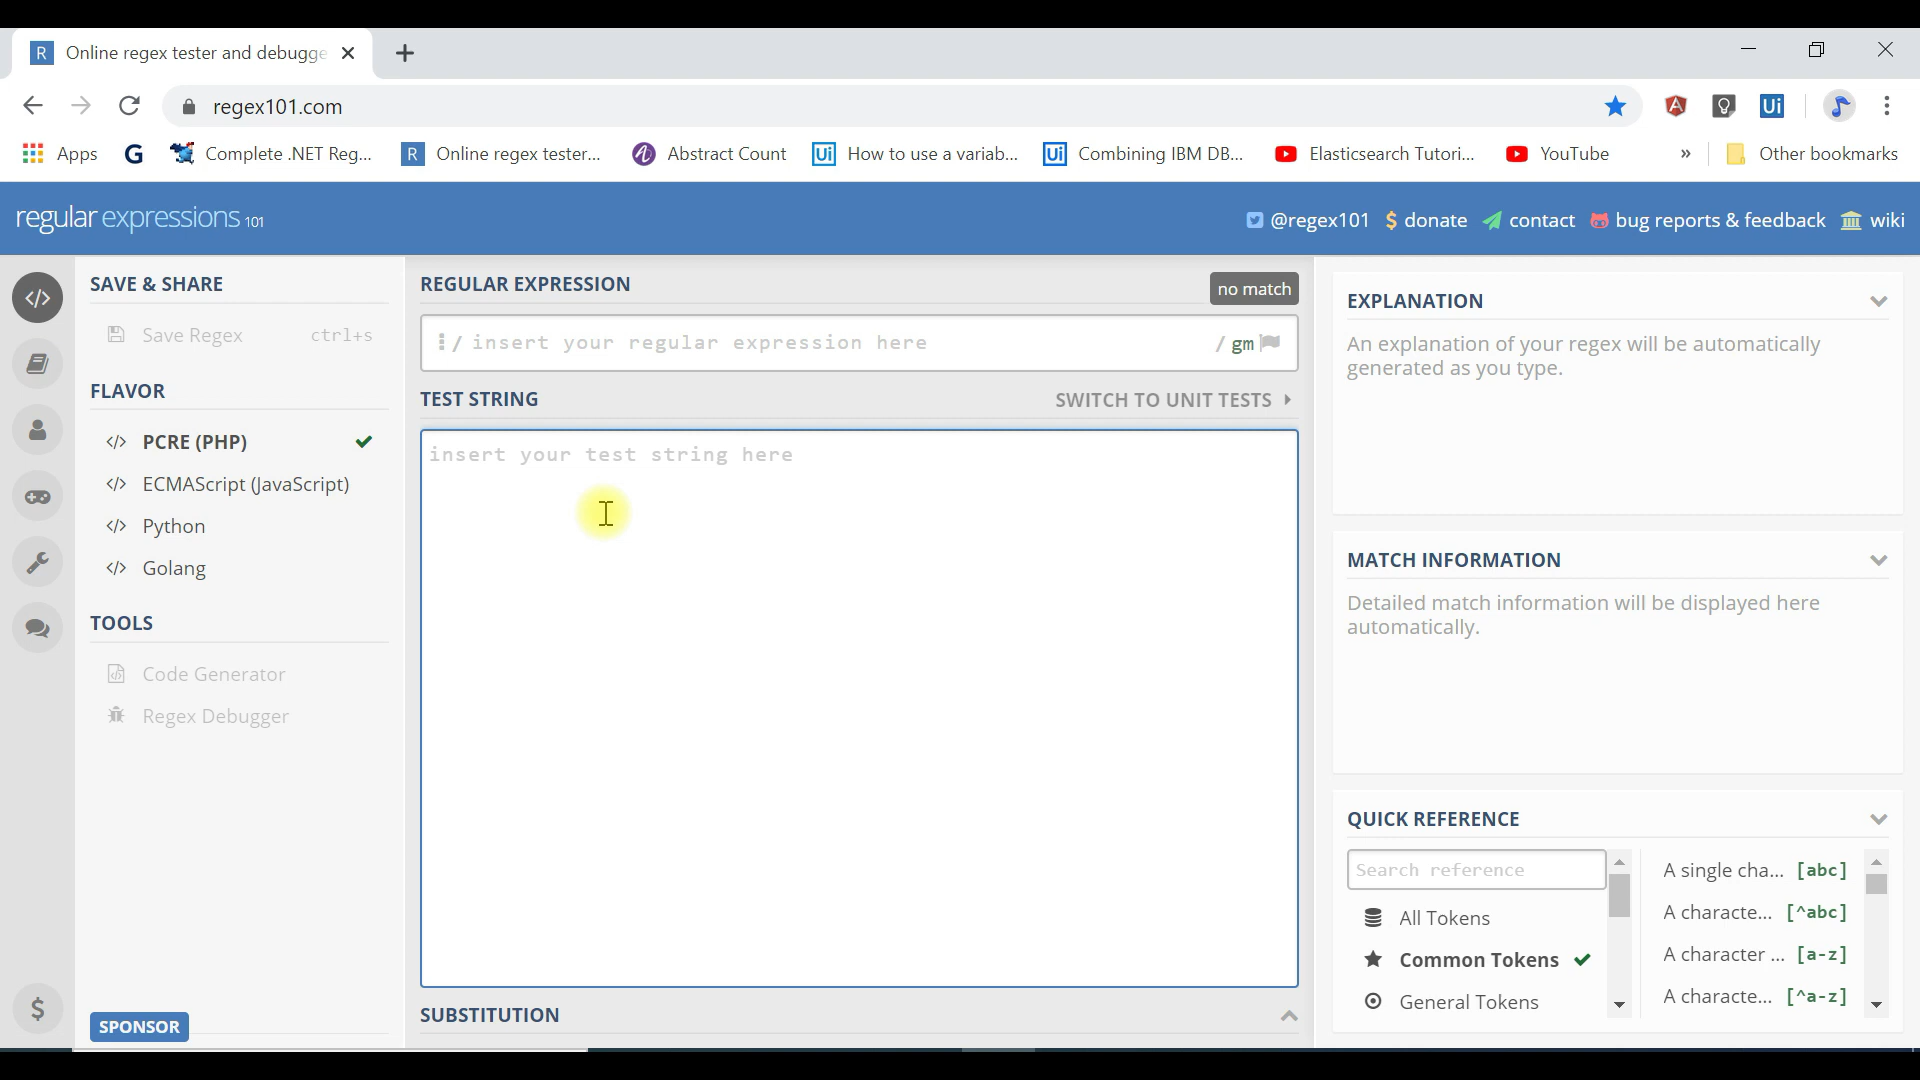 R Online regex tester and debugge
regex101.com
Ui
Apps
G
Complete .NET Reg...
R Online regex tester...
Abstract Count
Ui How to use a variab...
Ui Combining IBM DB...
Elasticsearch Tutori...
YouTube
»
Other bookmarks
regular expressions 101
@regex101
$ donate
contact
bug reports & feedback
wiki
SAVE & SHARE
Save Regex ctrl+s
FLAVOR
</> PCRE (PHP)
</> ECMAScript (JavaScript)
</> Python
</> Golang
TOOLS
Code Generator
Regex Debugger
$
SPONSOR
REGULAR EXPRESSION
no match
/ insert your regular expression here / gm
TEST STRING
SWITCH TO UNIT TESTS
insert your test string here
SUBSTITUTION
EXPLANATION
An explanation of your regex will be automatically
generated as you type.
MATCH INFORMATION
Detailed match information will be displayed here
automatically.
QUICK REFERENCE
Search reference
All Tokens
Common Tokens
General Tokens
A single cha... [abc]
A characte... [^abc]
A character ... [a-z]
A characte... [^a-z]